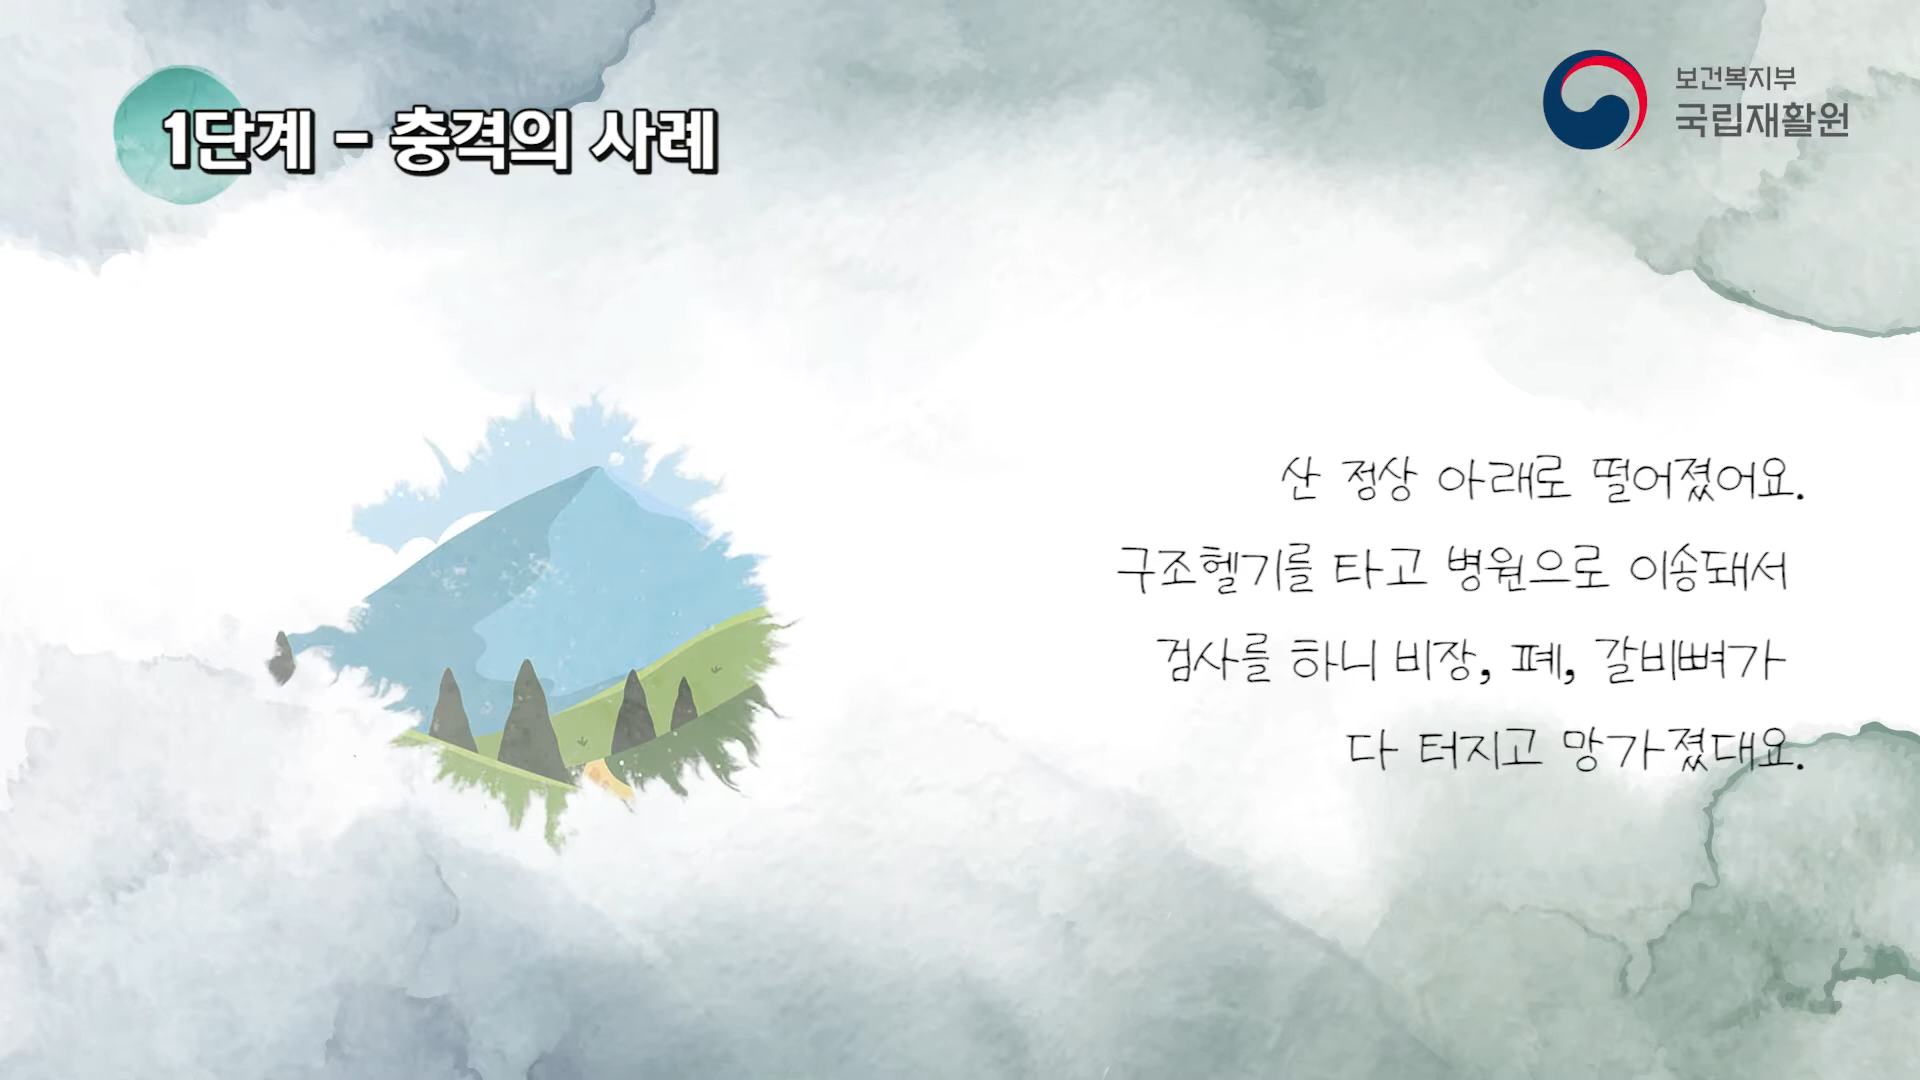 1단계 - 충격의 사례
보건복지부
국립재활원
산 정상 아래로 떨어졌어요.
구조헬기를 타고 병원으로 이송돼서
검사를 하니 비장, 폐, 갈비뼈가
다 터지고 망가졌대요.